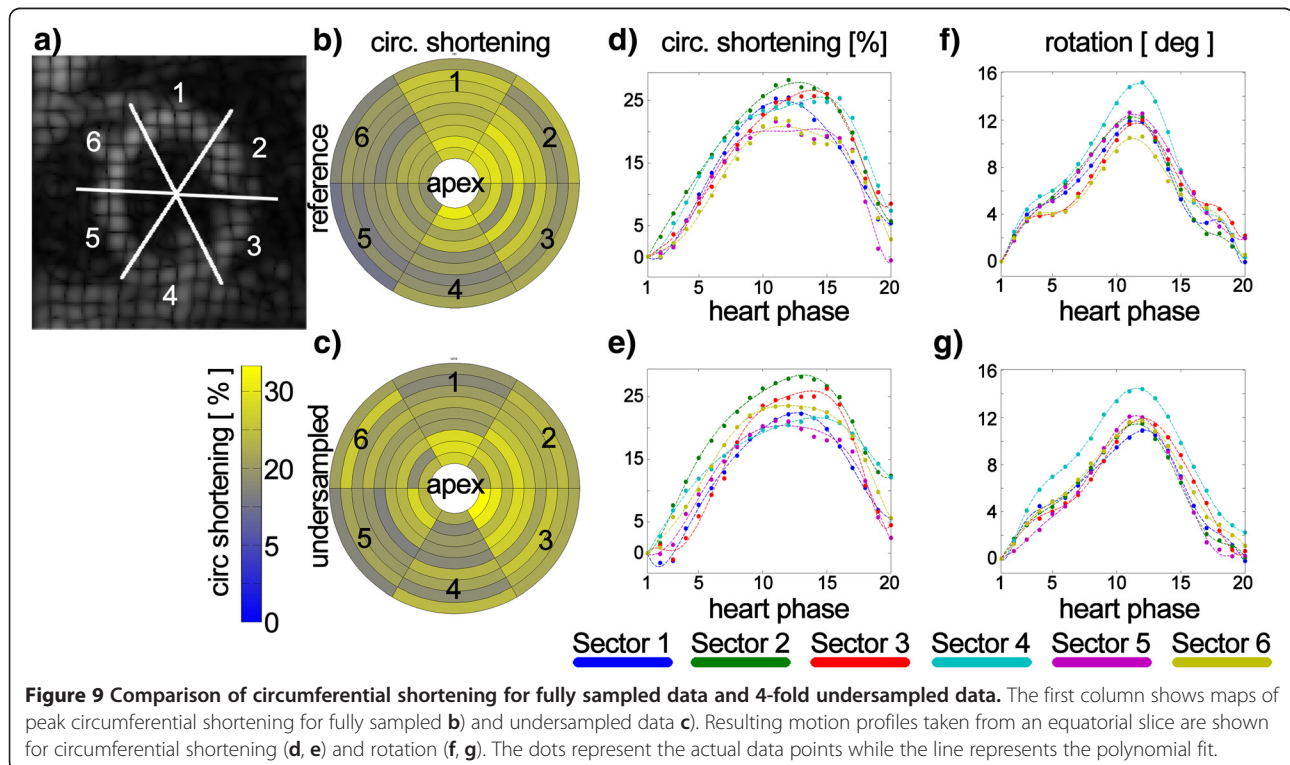 a)
1
2
3
4
5
6
b) circ. shortening
reference
1
2
3
4
5
6
apex
c)
undersampled
1
2
3
4
5
6
apex
circ shortening [ % ]
30
20
5
0
d) circ. shortening [%]
25
15
5
0
1 5 10 15 20
heart phase
e)
25
15
5
0
1 5 10 15 20
heart phase
f) rotation [ deg ]
16
12
8
4
0
1 5 10 15 20
heart phase
g)
16
12
8
4
0
1 5 10 15 20
heart phase
Sector 1 Sector 2 Sector 3 Sector 4 Sector 5 Sector 6
Figure 9 Comparison of circumferential shortening for fully sampled data and 4-fold undersampled data. The first column shows maps of
peak circumferential shortening for fully sampled b) and undersampled data c). Resulting motion profiles taken from an equatorial slice are shown
for circumferential shortening (d, e) and rotation (f, g). The dots represent the actual data points while the line represents the polynomial fit.